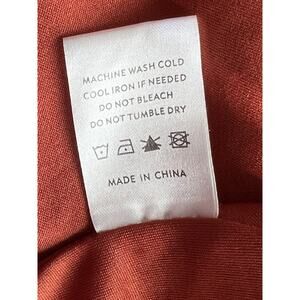 MACHINE WASH COLD
COOL IRON IF NEEDED
DO NOT BLEACH
DO NOT TUMBLE DRY
MADE IN CHINA